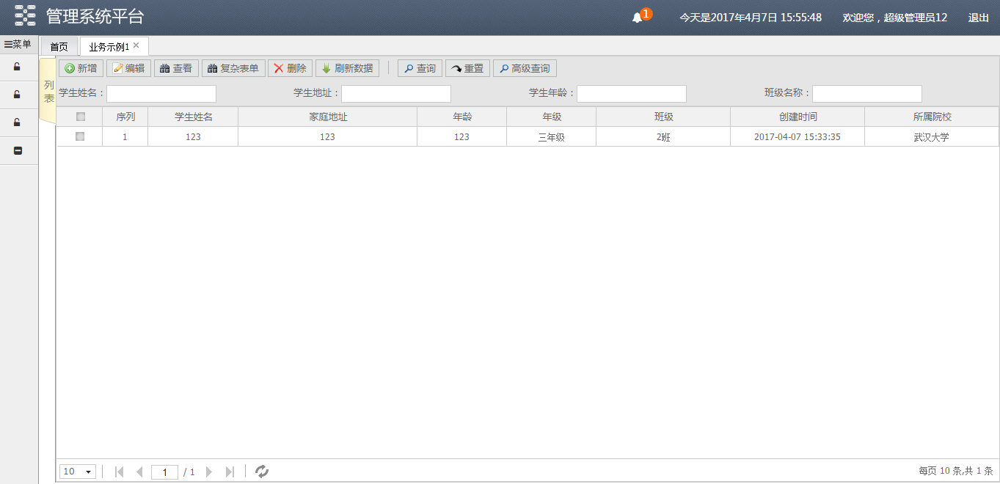 管理系统平台 1 今天是2017年4月7日 15:55:48 欢迎您，超级管理员12 退出
菜单 首页 业务示例1
列表
新增 编辑 查看 复杂表单 删除 刷新数据 查询 重置 高级查询
学生姓名： 学生地址： 学生年龄： 班级名称：
序列 学生姓名 家庭地址 年龄 年级 班级 创建时间 所属院校
1 123 123 123 三年级 2班 2017-04-07 15:33:35 武汉大学
10 1 / 1 每页 10 条,共 1 条